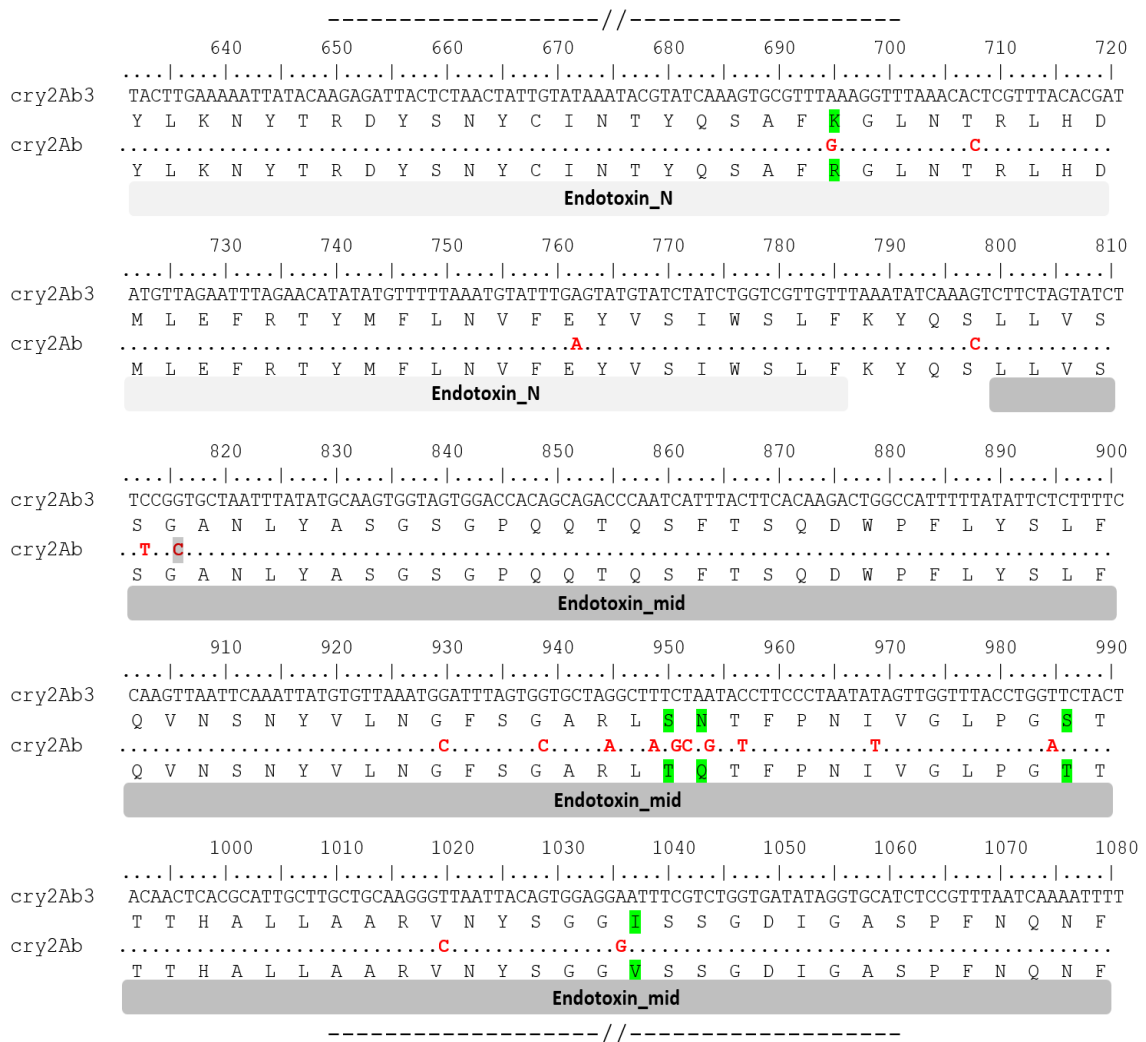 -------------------//-------------------
640 650 660 670 680 690 700 710 720
....|....|....|....|....|....|....|....|....|....|....|....|....|....|....|....|....|....|
cry2Ab3 TACTTGAAAAATTATACAAGAGATTACTCTAACTATTGTATAAATACGTATCAAAGTGCGTTTAAAGGTTTAAACACTCGTTTACACGAT
Y L K N Y T R D Y S N Y C I N T Y Q S A F K G L N T R L H D
cry2Ab ................................................................G............C............
Y L K N Y T R D Y S N Y C I N T Y Q S A F R G L N T R L H D
Endotoxin_N
730 740 750 760 770 780 790 800 810
....|....|....|....|....|....|....|....|....|....|....|....|....|....|....|....|....|....|
cry2Ab3 ATGTTAGAATTTAGAACATATATGTTTTTAAATGTATTTGAGTATGTATCTATCTGGTCGTTGTTTAAATATCAAAGTCTTCTAGTATCT
M L E F R T Y M F L N V F E Y V S I W S L F K Y Q S L L V S
cry2Ab .........................................A...................................C............
M L E F R T Y M F L N V F E Y V S I W S L F K Y Q S L L V S
Endotoxin_N
820 830 840 850 860 870 880 890 900
....|....|....|....|....|....|....|....|....|....|....|....|....|....|....|....|....|....|
cry2Ab3 TCCGGTGCTAATTTATATGCAAGTGGTAGTGGACCACAGCAGACCCAATCATTTACTTCACAAGACTGGCCATTTTTATATTCTCTTTTC
S G A N L Y A S G S G P Q Q T Q S F T S Q D W P F L Y S L F
cry2Ab ..T..C....................................................................................
S G A N L Y A S G S G P Q Q T Q S F T S Q D W P F L Y S L F
Endotoxin_mid
910 920 930 940 950 960 970 980 990
....|....|....|....|....|....|....|....|....|....|....|....|....|....|....|....|....|....|
cry2Ab3 CAAGTTAATTCAAATTATGTGTTAAATGGATTTAGTGGTGCTAGGCTTTCTAATACCTTCCCTAATATAGTTGGTTTACCTGGTTCTACT
Q V N S N Y V L N G F S G A R L S N T F P N I V G L P G S T
cry2Ab .............................C........C.....A...A.GC.G..T...........T...............A.....
Q V N S N Y V L N G F S G A R L T Q T F P N I V G L P G T T
Endotoxin_mid
1000 1010 1020 1030 1040 1050 1060 1070 1080
....|....|....|....|....|....|....|....|....|....|....|....|....|....|....|....|....|....|
cry2Ab3 ACAACTCACGCATTGCTTGCTGCAAGGGTTAATTACAGTGGAGGAATTTCGTCTGGTGATATAGGTGCATCTCCGTTTAATCAAAATTTT
T T H A L L A A R V N Y S G G I S S G D I G A S P F N Q N F
cry2Ab .............................C...............G............................................
T T H A L L A A R V N Y S G G V S S G D I G A S P F N Q N F
Endotoxin_mid
-------------------//-------------------